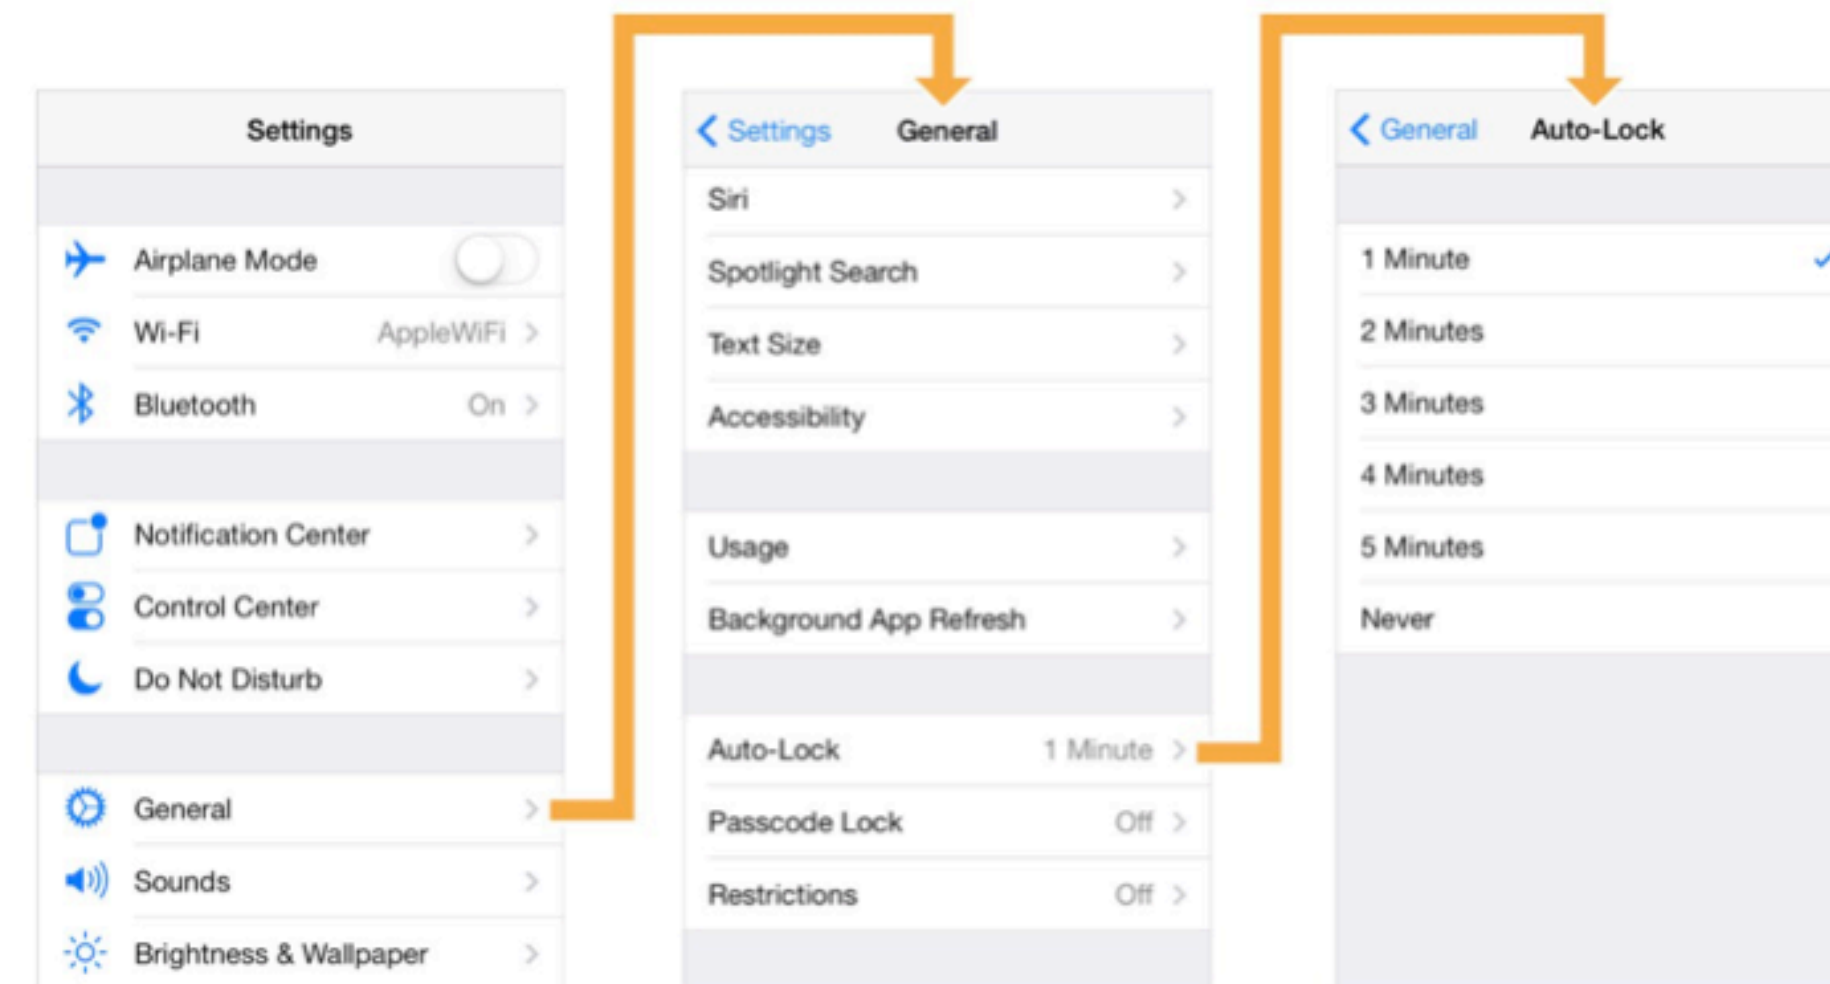 Settings
Airplane Mode
Wi-Fi AppleWiFi
Bluetooth On
Notification Center
Control Center
Do Not Disturb
General
Sounds
Brightness & Wallpaper
Settings General
Siri
Spotlight Search
Text Size
Accessibility
Usage
Background App Refresh
Auto-Lock 1 Minute
Passcode Lock Off
Restrictions Off
General Auto-Lock
1 Minute
2 Minutes
3 Minutes
4 Minutes
5 Minutes
Never